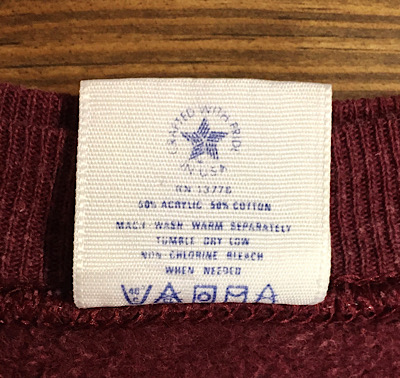 CRAFTED WITH PRIDE
IN U.S.A.
RN 13776
50% ACRYLIC 50% COTTON
MACH WASH WARM SEPARATELY
TUMBLE DRY LOW
NON CHLORINE BLEACH
WHEN NEEDED
40